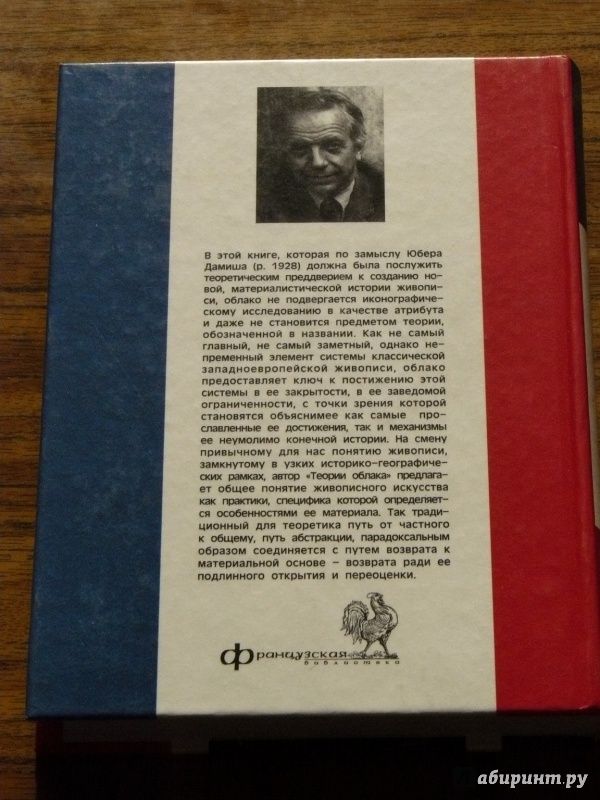 В этой книге, которая по замыслу Юбера
Дамиша (р. 1928) должна была послужить
теоретическим преддверием к созданию но-
вой, материалистической истории живопи-
си, облако не подвергается иконографиче-
скому исследованию в качестве атрибута
и даже не становится предметом теории,
обозначенной в названии. Как не самый
главный, не самый заметный, однако не-
пременный элемент системы классической
западноевропейской живописи, облако
предоставляет ключ к постижению этой
системы в ее закрытости, в ее заведомой
ограниченности, с точки зрения которой
становятся объяснимее как самые про-
славленные ее достижения, так и механизмы
ее неумолимо конечной истории. На смену
привычному для нас понятию живописи,
замкнутому в узких историко-географиче-
ских рамках, автор «Теории облака» предлага-
ет общее понятие живописного искусства
как практики, специфика которой определяет-
ся особенностями ее материала. Так тради-
ционный для теоретика путь от частного
к общему, путь абстракции, парадоксальным
образом соединяется с путем возврата к
материальной основе – возврата ради ее
подлинного открытия и переоценки.
Французская
библиотека
лабиринт.ру